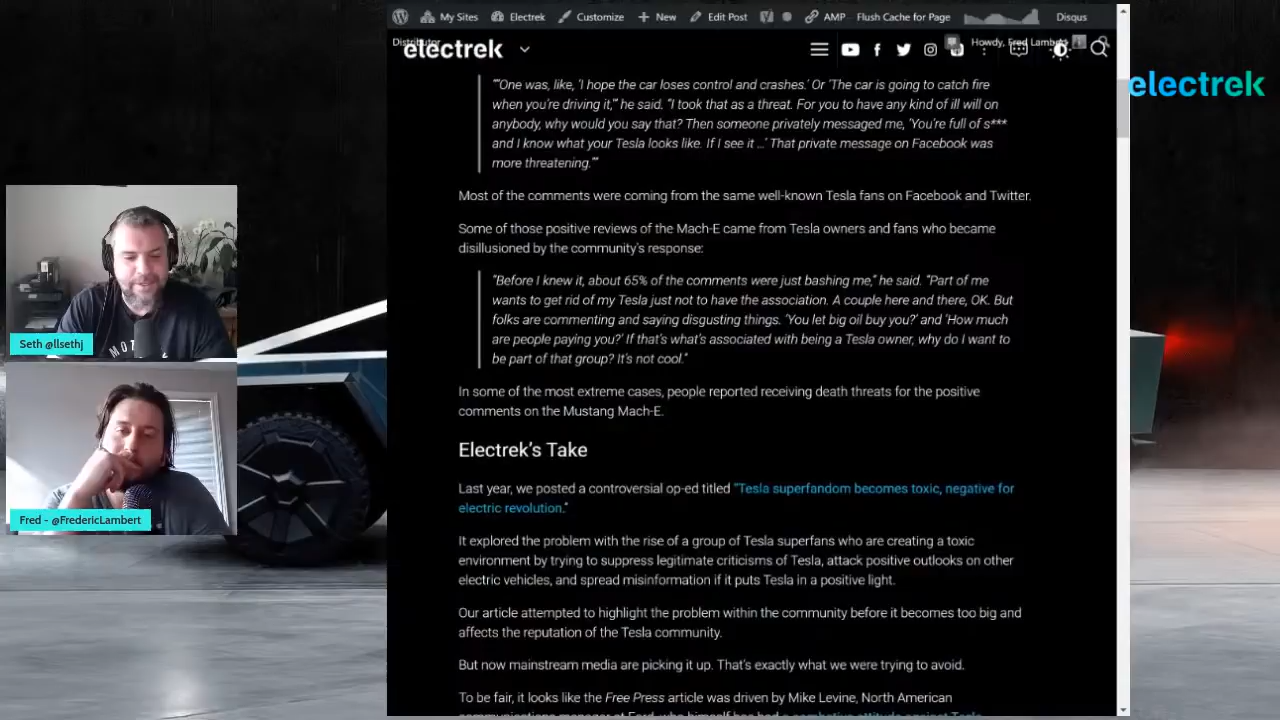 My Sites Electrek Customize New Edit Post AMP Flush Cache for Page Disqus
Distributor Howdy, Fred Lambert
electrek
electrek
"“One was, like, ‘I hope the car loses control and crashes.’ Or ‘The car is going to catch fire
when you’re driving it,’” he said. “I took that as a threat. For you to have any kind of ill will on
anybody, why would you say that? Then someone privately messaged me, ‘You’re full of s***
and I know what your Tesla looks like. If I see it …’ That private message on Facebook was
more threatening.”"
Most of the comments were coming from the same well-known Tesla fans on Facebook and Twitter.
Some of those positive reviews of the Mach-E came from Tesla owners and fans who became
disillusioned by the community’s response:
“Before I knew it, about 65% of the comments were just bashing me,” he said. “Part of me
wants to get rid of my Tesla just not to have the association. A couple here and there, OK. But
folks are commenting and saying disgusting things. ‘You let big oil buy you?’ and ‘How much
are people paying you?’ If that’s what’s associated with being a Tesla owner, why do I want to
be part of that group? It’s not cool.”
In some of the most extreme cases, people reported receiving death threats for the positive
comments on the Mustang Mach-E.
Electrek’s Take
Last year, we posted a controversial op-ed titled “Tesla superfandom becomes toxic, negative for
electric revolution.”
It explored the problem with the rise of a group of Tesla superfans who are creating a toxic
environment by trying to suppress legitimate criticisms of Tesla, attack positive outlooks on other
electric vehicles, and spread misinformation if it puts Tesla in a positive light.
Our article attempted to highlight the problem within the community before it becomes too big and
affects the reputation of the Tesla community.
But now mainstream media are picking it up. That’s exactly what we were trying to avoid.
To be fair, it looks like the Free Press article was driven by Mike Levine, North American
communications manager at Ford, who himself has had a combative attitude against Tesla
Seth @llsethj
Fred - @FredericLambert